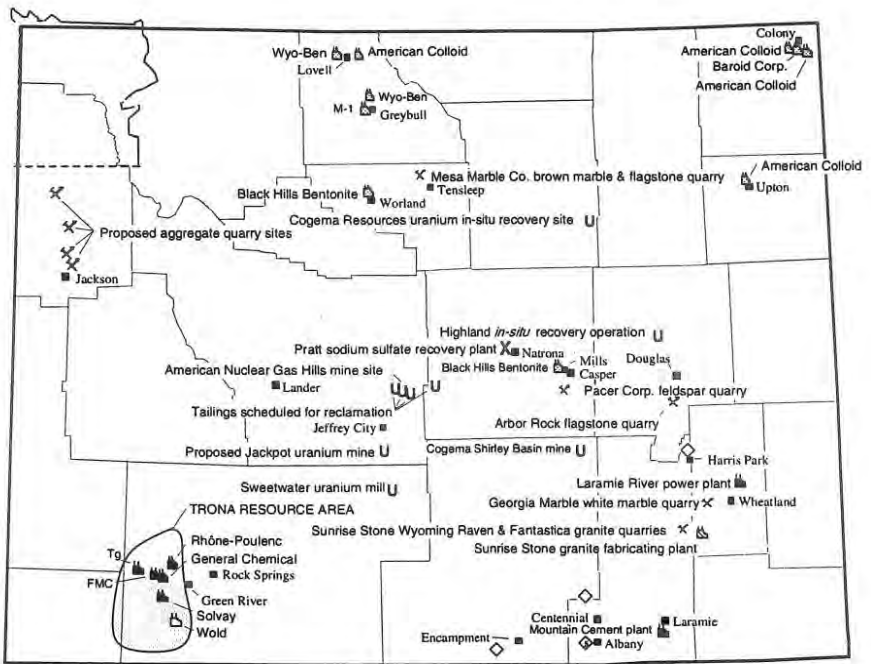 Colony
Wyo-Ben
American Colloid
Lovell
American Colloid
Baroid Corp.
American Colloid
Wyo-Ben
M-1
Greybull
American Colloid
Upton
Mesa Marble Co. brown marble & flagstone quarry
Tensleep
Black Hills Bentonite
Worland
Cogema Resources uranium in-situ recovery site U
Proposed aggregate quarry sites
Jackson
Highland in-situ recovery operation U
Pratt sodium sulfate recovery plant
Natrona
Mills
Douglas
American Nuclear Gas Hills mine site
Black Hills Bentonite
Casper
Lander
U U U U
Pacer Corp. feldspar quarry
Tailings scheduled for reclamation
Jeffrey City
Arbor Rock flagstone quarry
Proposed Jackpot uranium mine U
Cogema Shirley Basin mine U
Harris Park
Laramie River power plant
Sweetwater uranium mill U
Georgia Marble white marble quarry
Wheatland
TRONA RESOURCE AREA
Sunrise Stone Wyoming Raven & Fantastica granite quarries
Sunrise Stone granite fabricating plant
Rhône-Poulenc
Tg
General Chemical
FMC
Rock Springs
Green River
Solvay
Wold
Centennial
Laramie
Mountain Cement plant
Encampment
Albany